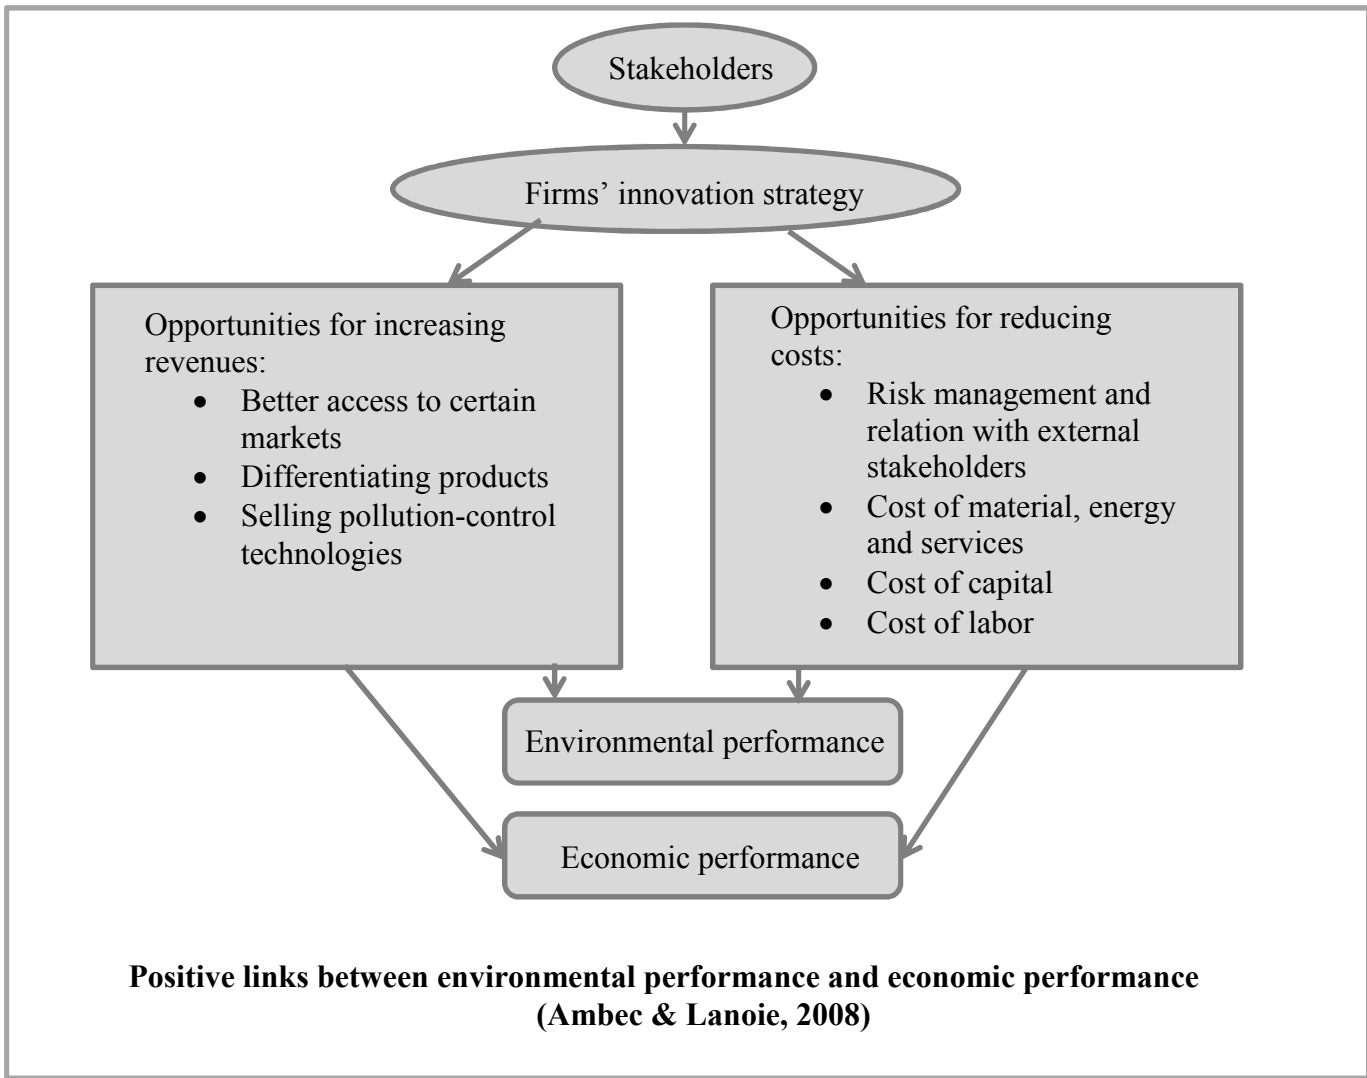 Stakeholders
Firms’ innovation strategy
Opportunities for increasing
revenues:
• Better access to certain
markets
• Differentiating products
• Selling pollution-control
technologies
Opportunities for reducing
costs:
• Risk management and
relation with external
stakeholders
• Cost of material, energy
and services
• Cost of capital
• Cost of labor
Environmental performance
Economic performance
Positive links between environmental performance and economic performance
(Ambec & Lanoie, 2008)